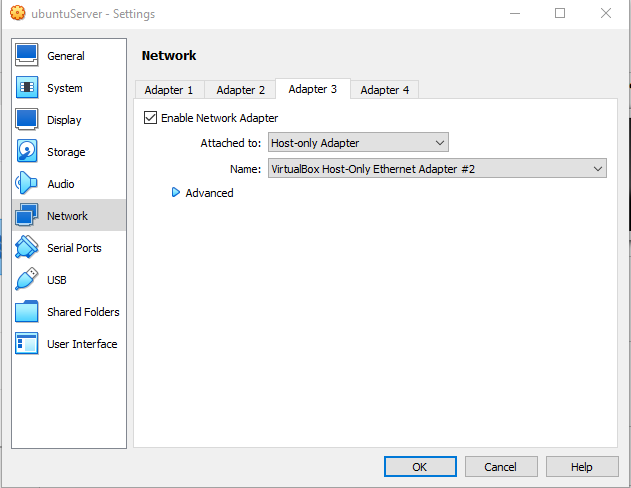 ubuntuServer - Settings
General
System
Display
Storage
Audio
Network
Serial Ports
USB
Shared Folders
User Interface
Network
Adapter 1 Adapter 2 Adapter 3 Adapter 4
Enable Network Adapter
Attached to: Host-only Adapter
Name: VirtualBox Host-Only Ethernet Adapter #2
Advanced
OK Cancel Help